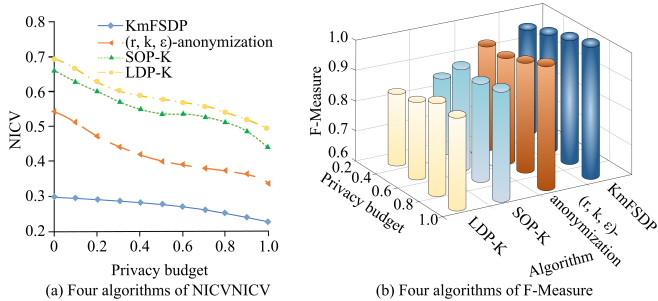 KmFSDP
(r, k, ε)-anonymization
SOP-K
LDP-K
0.8
0.7
0.6
0.5
0.4
0.3
0.2
NICV
0
0.2
0.4
0.6
0.8
1.0
Privacy budget
(a) Four algorithms of NICVNICV
1.0
0.9
0.8
0.7
0.6
F-Measure
0.2
0.4
0.6
0.8
1.0
Privacy budget
LDP-K
SOP-K
(r, k, ε)-
anonymization
KmFSDP
Algorithm
(b) Four algorithms of F-Measure